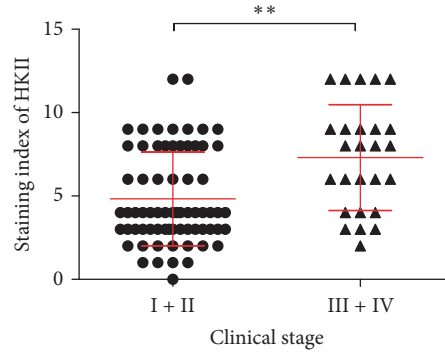 **
15
10
5
0
Staining index of HKII
I + II
III + IV
Clinical stage